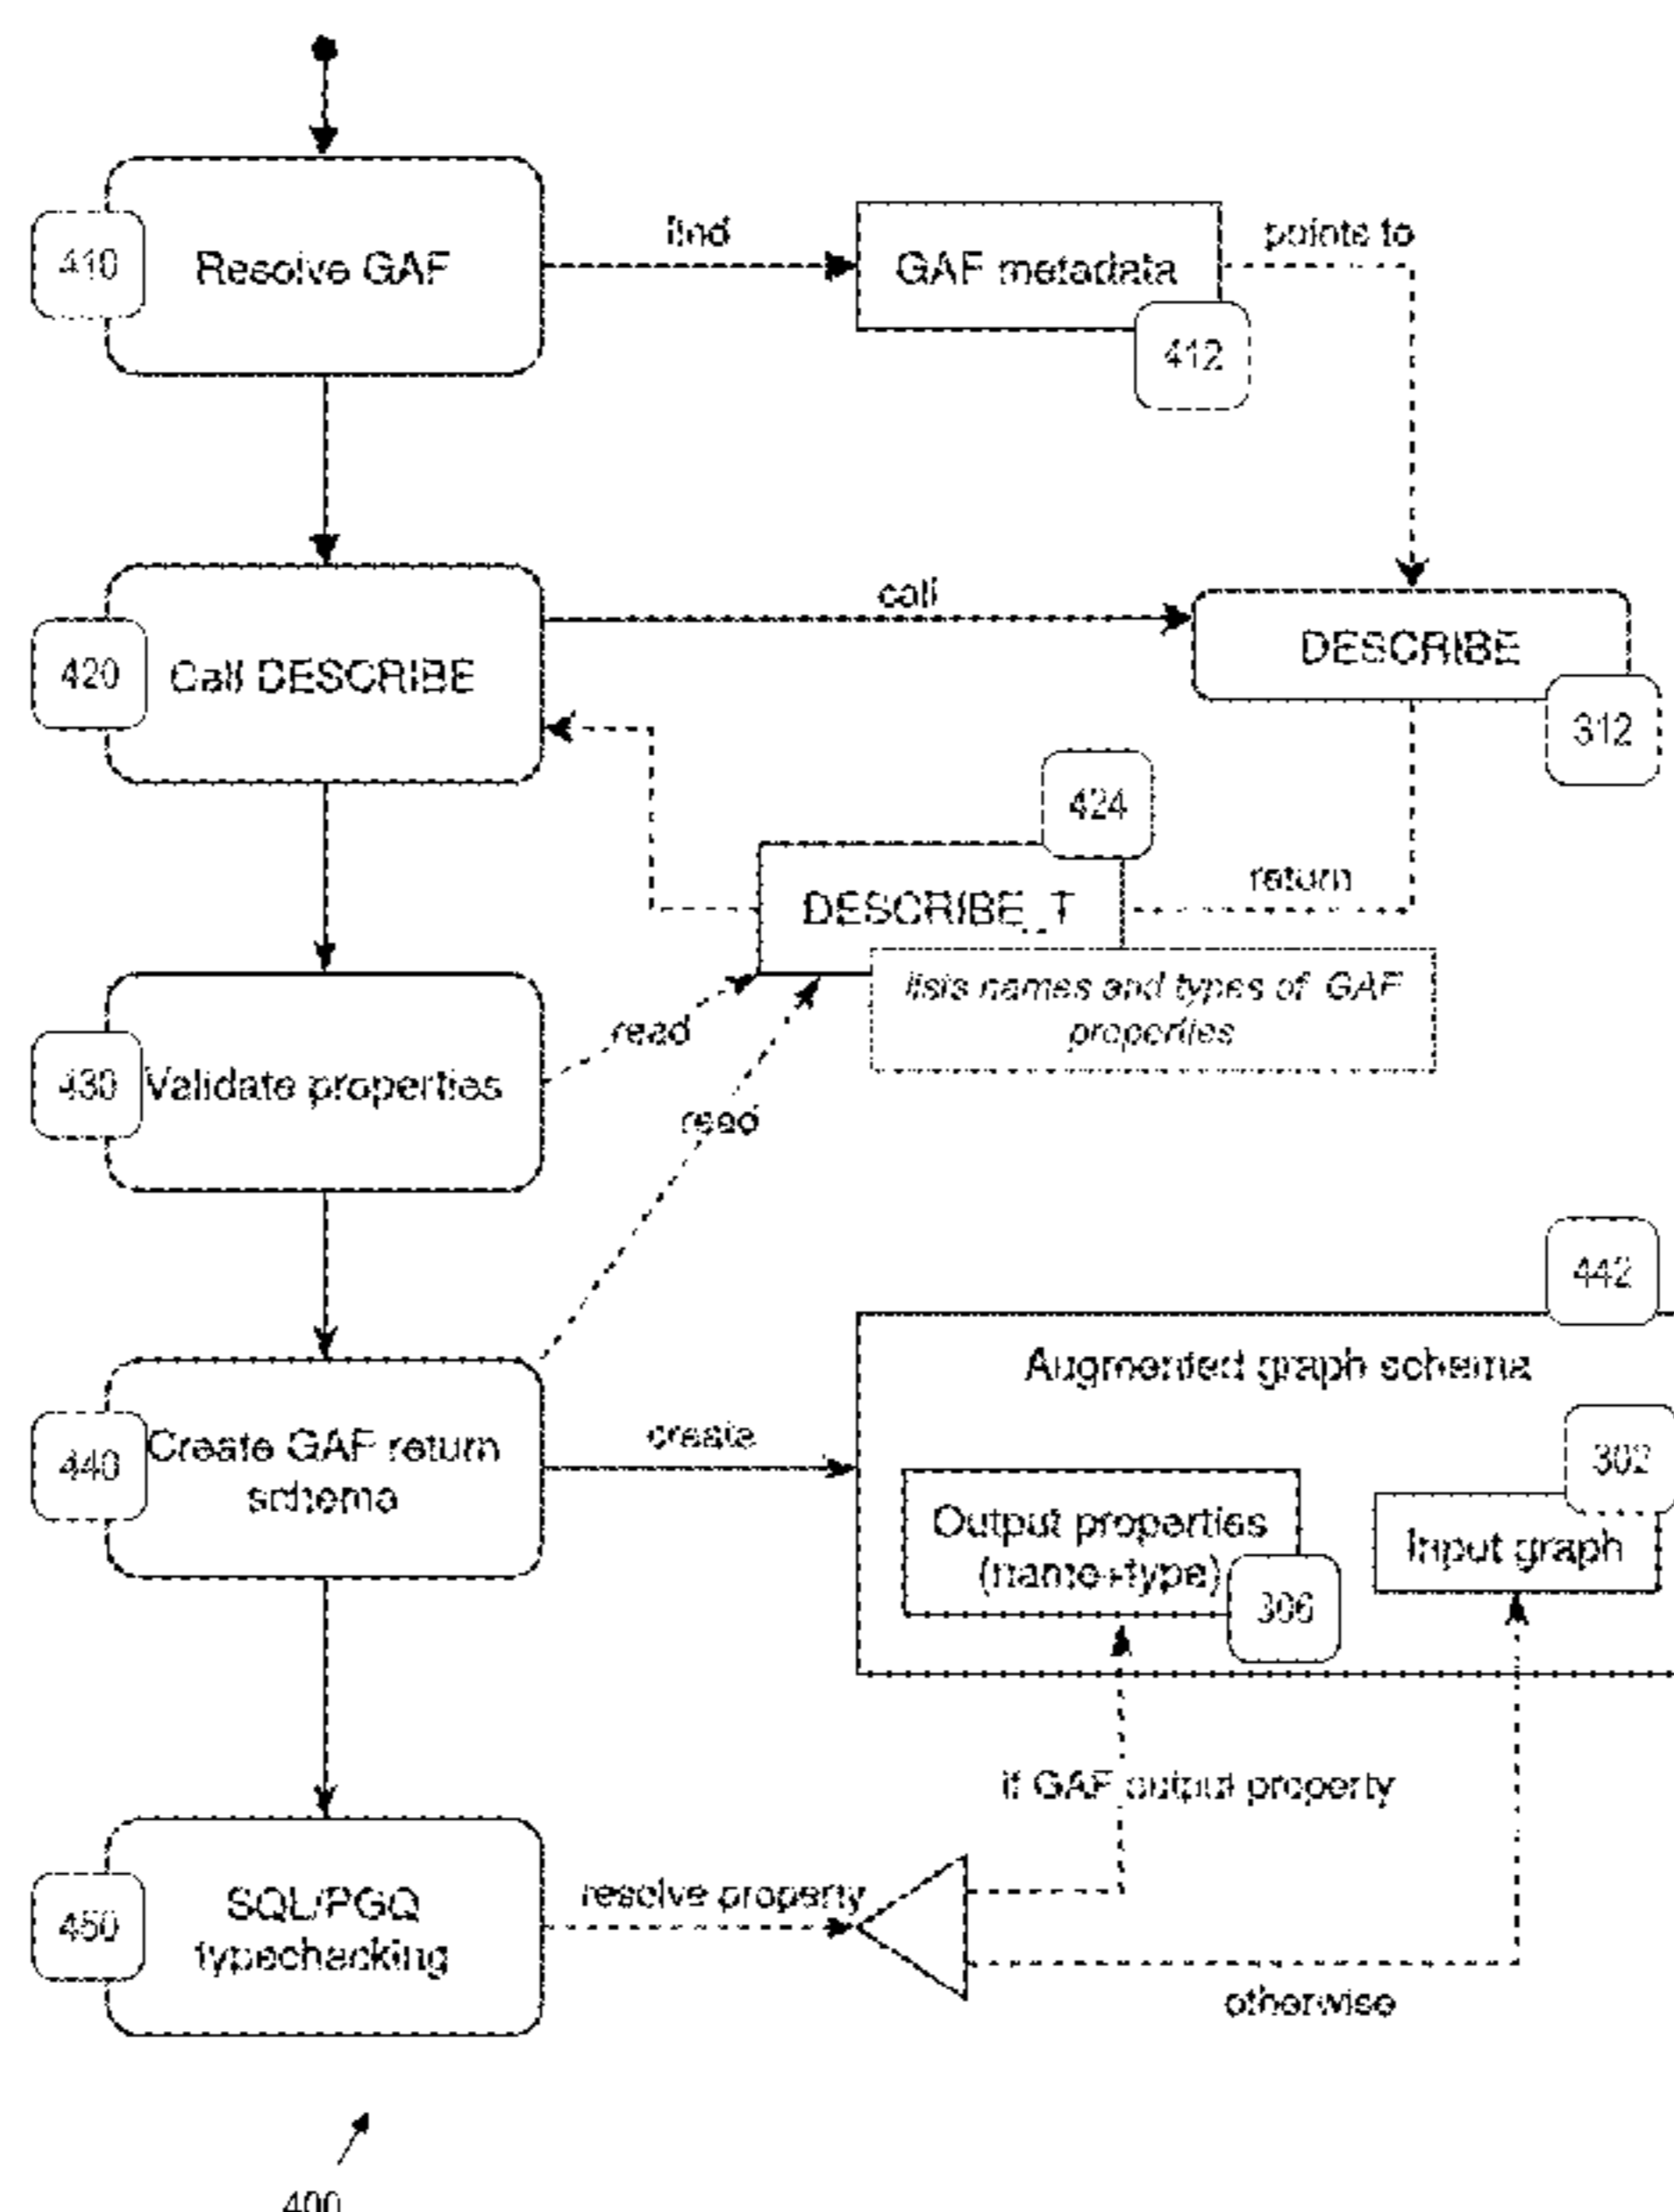 410
Resolve GAF
find
GAF metadata
points to
412
420
Call DESCRIBE
call
DESCRIBE
312
424
DESCRIBE_T
return
lists names and types of GAF
properties
430
Validate properties
read
read
442
Augmented graph schema
440
Create GAF return
schema
create
302
Output properties
(name+type)
306
Input graph
if GAF output property
450
SQL/PGQ
typechecking
resolve property
otherwise
400